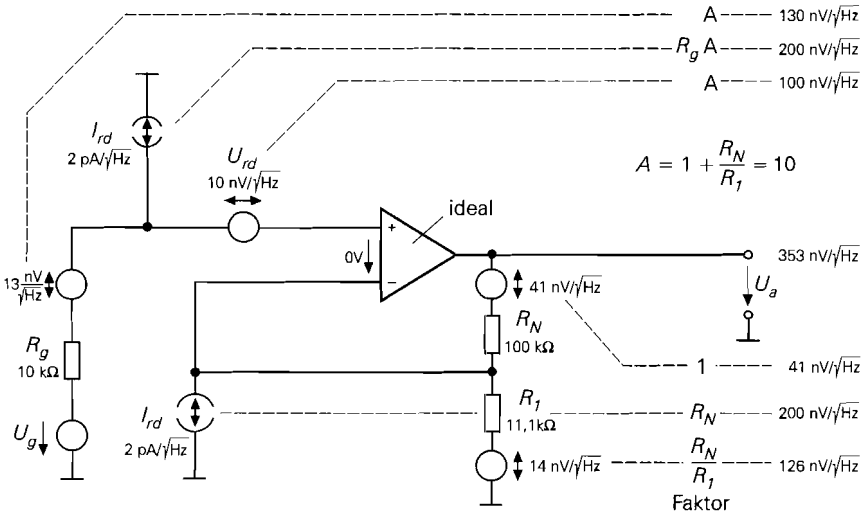 A 130 nV/√Hz
R_g A 200 nV/√Hz
A 100 nV/√Hz
I_rd
2 pA/√Hz
U_rd
10 nV/√Hz
A = 1 + R_N/R_1 = 10
ideal
+
0V
−
13 nV/√Hz
353 nV/√Hz
U_a
41 nV/√Hz
R_N
100 kΩ
R_g
10 kΩ
1 41 nV/√Hz
I_rd
2 pA/√Hz
R_1
11,1kΩ
R_N 200 nV/√Hz
U_g
14 nV/√Hz
R_N/R_1 126 nV/√Hz
Faktor